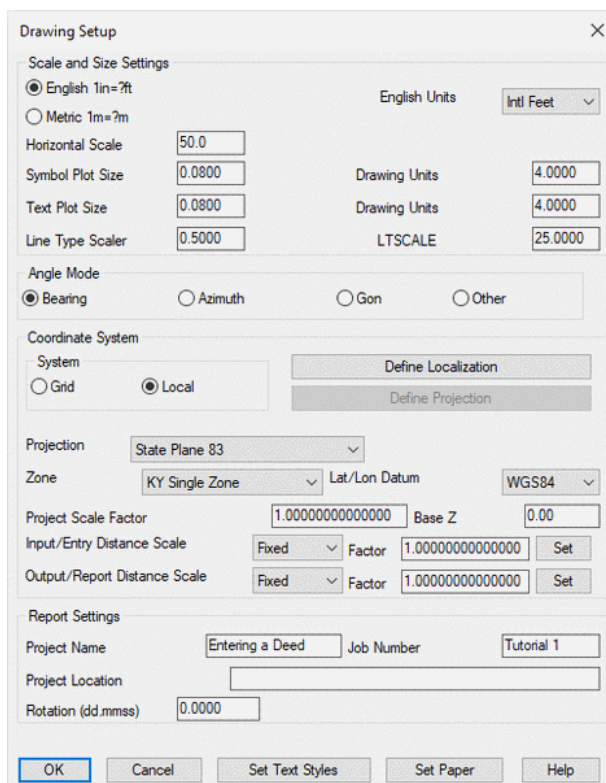 Drawing Setup
Scale and Size Settings
English 1in=?ft
English Units Intl Feet
Metric 1m=?m
Horizontal Scale 50.0
Symbol Plot Size 0.0800 Drawing Units 4.0000
Text Plot Size 0.0800 Drawing Units 4.0000
Line Type Scaler 0.5000 LTSCALE 25.0000
Angle Mode
Bearing Azimuth Gon Other
Coordinate System
System
Grid Local
Define Localization
Define Projection
Projection State Plane 83
Zone KY Single Zone Lat/Lon Datum WGS84
Project Scale Factor 1.00000000000000 Base Z 0.00
Input/Entry Distance Scale Fixed Factor 1.00000000000000 Set
Output/Report Distance Scale Fixed Factor 1.00000000000000 Set
Report Settings
Project Name Entering a Deed Job Number Tutorial 1
Project Location
Rotation (dd.mmss) 0.0000
OK Cancel Set Text Styles Set Paper Help